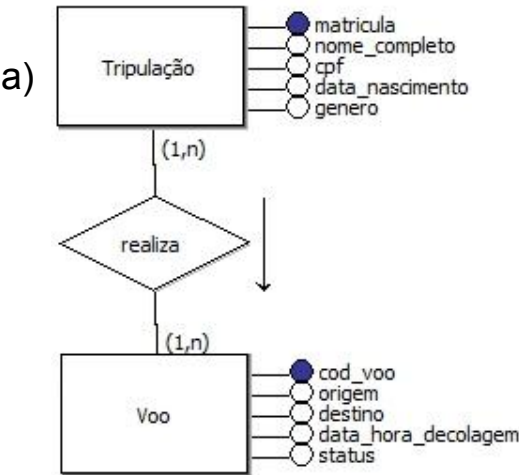 a)
Tripulação
matricula
nome_completo
cpf
data_nascimento
genero
(1,n)
realiza
(1,n)
Voo
cod_voo
origem
destino
data_hora_decolagem
status